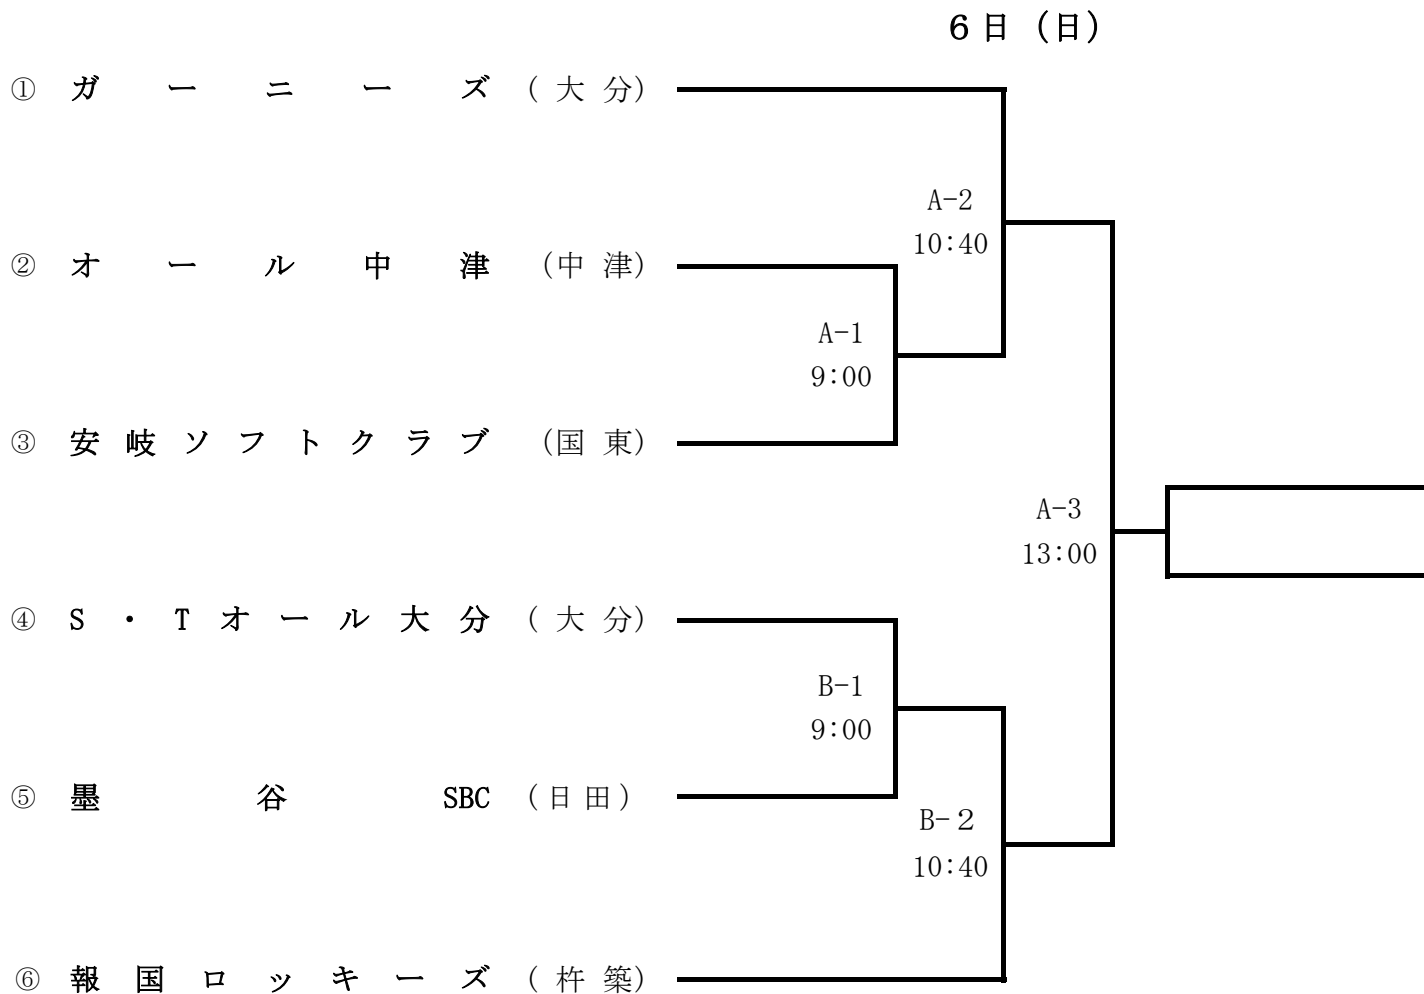 6日（日）
① ガーニーズ (大分)
A-2
10:40
② オール中津 (中津)
A-1
9:00
③ 安岐ソフトクラブ (国東)
A-3
13:00
④ S・Tオール大分 (大分)
B-1
9:00
⑤ 墨谷SBC (日田)
B-２
10:40
⑥ 報国ロッキーズ (杵築)